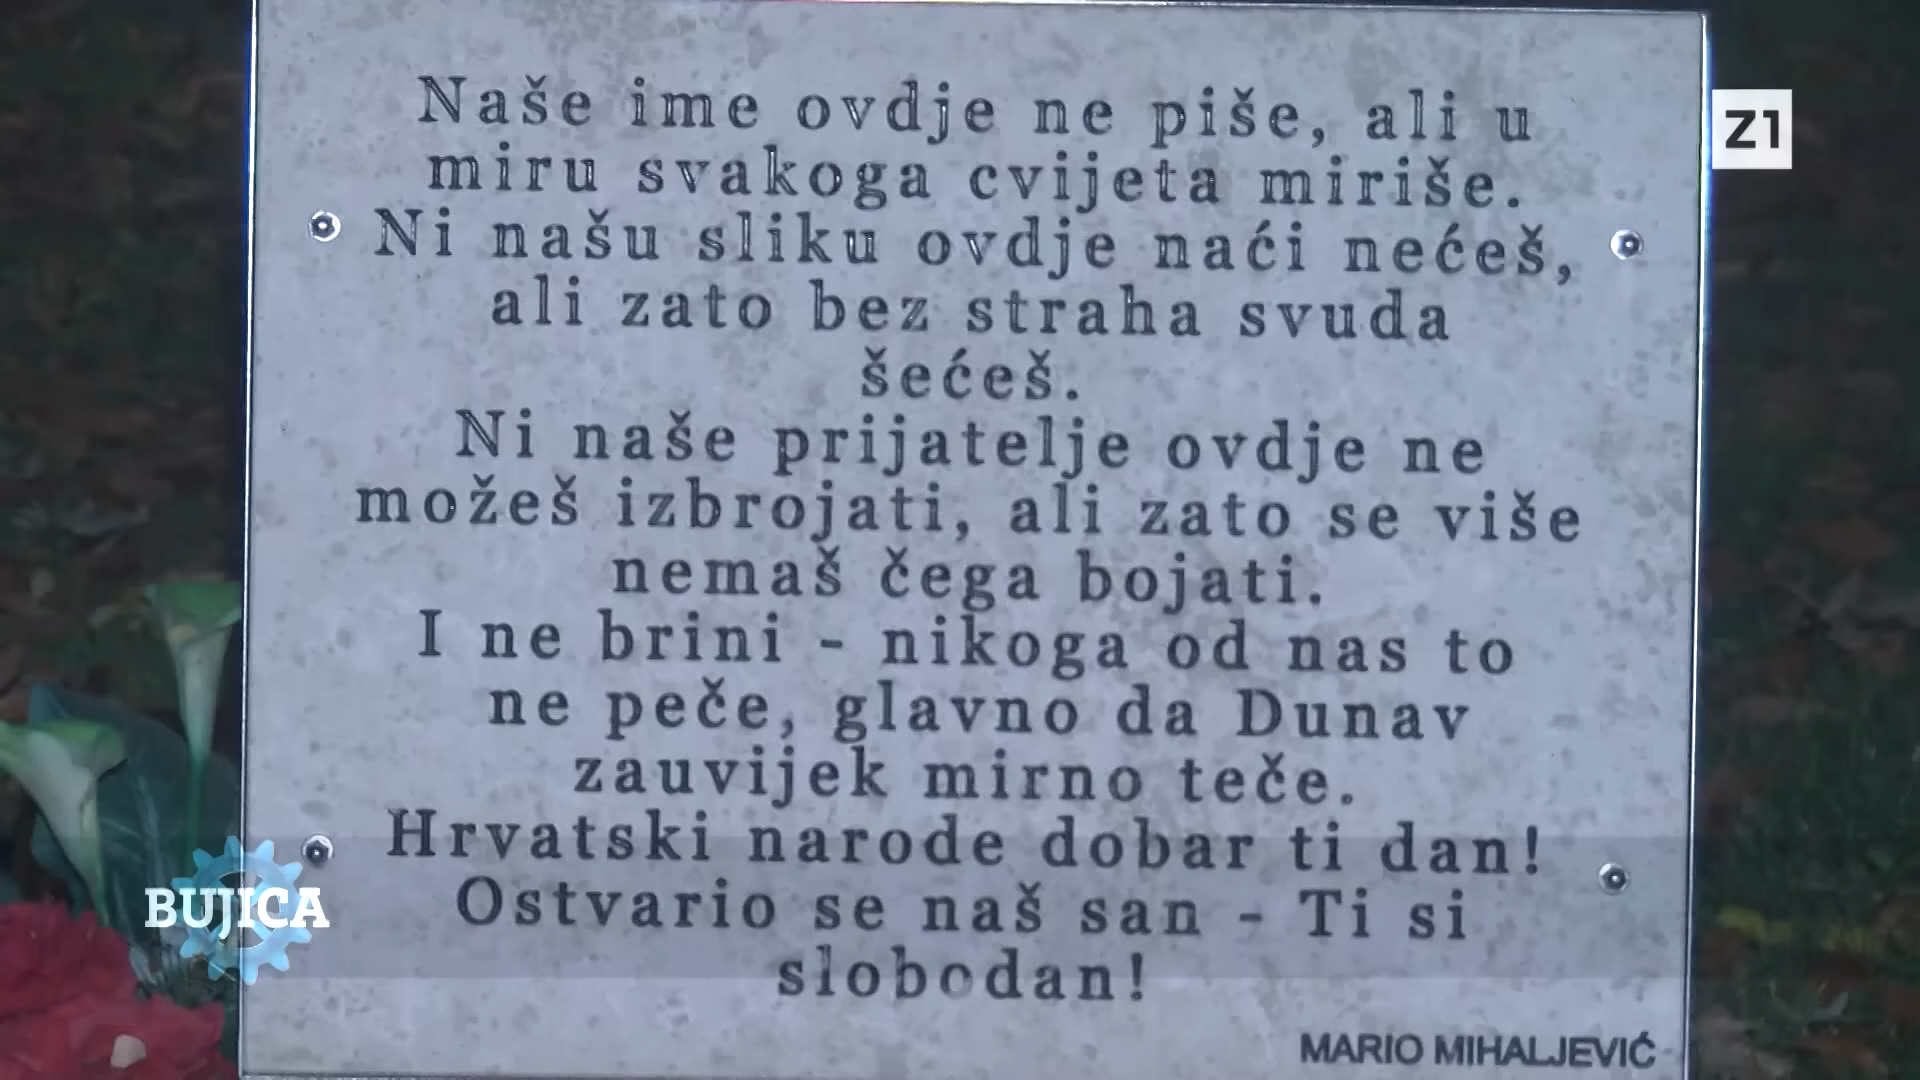 Naše ime ovdje ne piše, ali u
miru svakoga cvijeta miriše.
Ni našu sliku ovdje naći nećeš,
ali zato bez straha svuda
šećeš.
Ni naše prijatelje ovdje ne
možeš izbrojati, ali zato se više
nemaš čega bojati.
I ne brini - nikoga od nas to
ne peče, glavno da Dunav
zauvijek mirno teče.
Hrvatski narode dobar ti dan!
Ostvario se naš san - Ti si
slobodan!
MARIO MIHALJEVIĆ
Z1
BUJICA